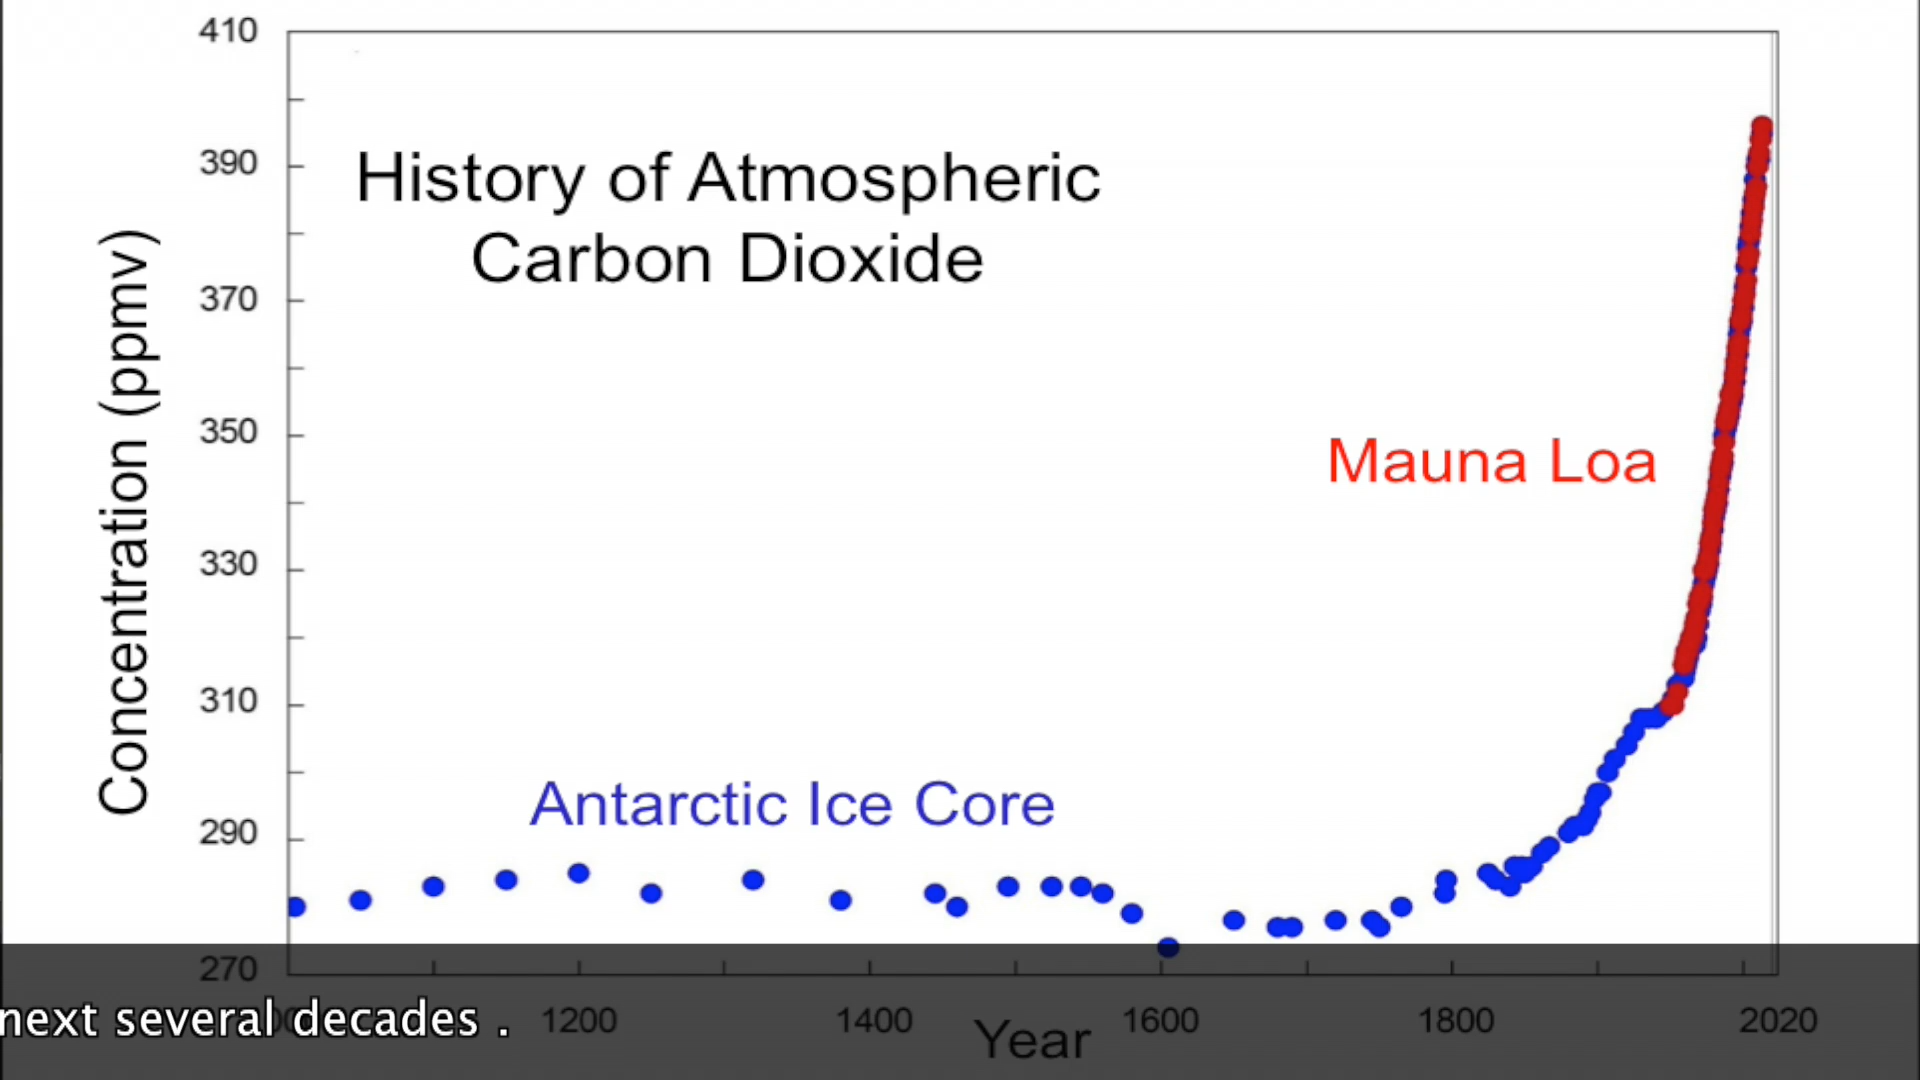 410
390
370
350
330
310
290
270
Concentration (ppmv)
History of Atmospheric
Carbon Dioxide
Mauna Loa
Antarctic Ice Core
1200 1400 1600 1800 2020
Year
next several decades .